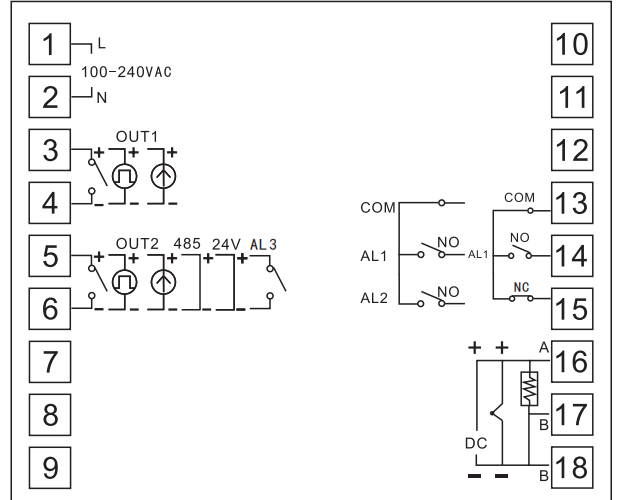 1 L 10
100-240VAC
2 N 11
3 + OUT1 + + 12
4 - - - COM COM 13
5 + OUT2 + + 485 + 24V + AL3 AL1 NO AL1 NO 14
6 - - - - - AL2 NO NC 15
7 + + A 16
8 B 17
DC
9 - - B 18